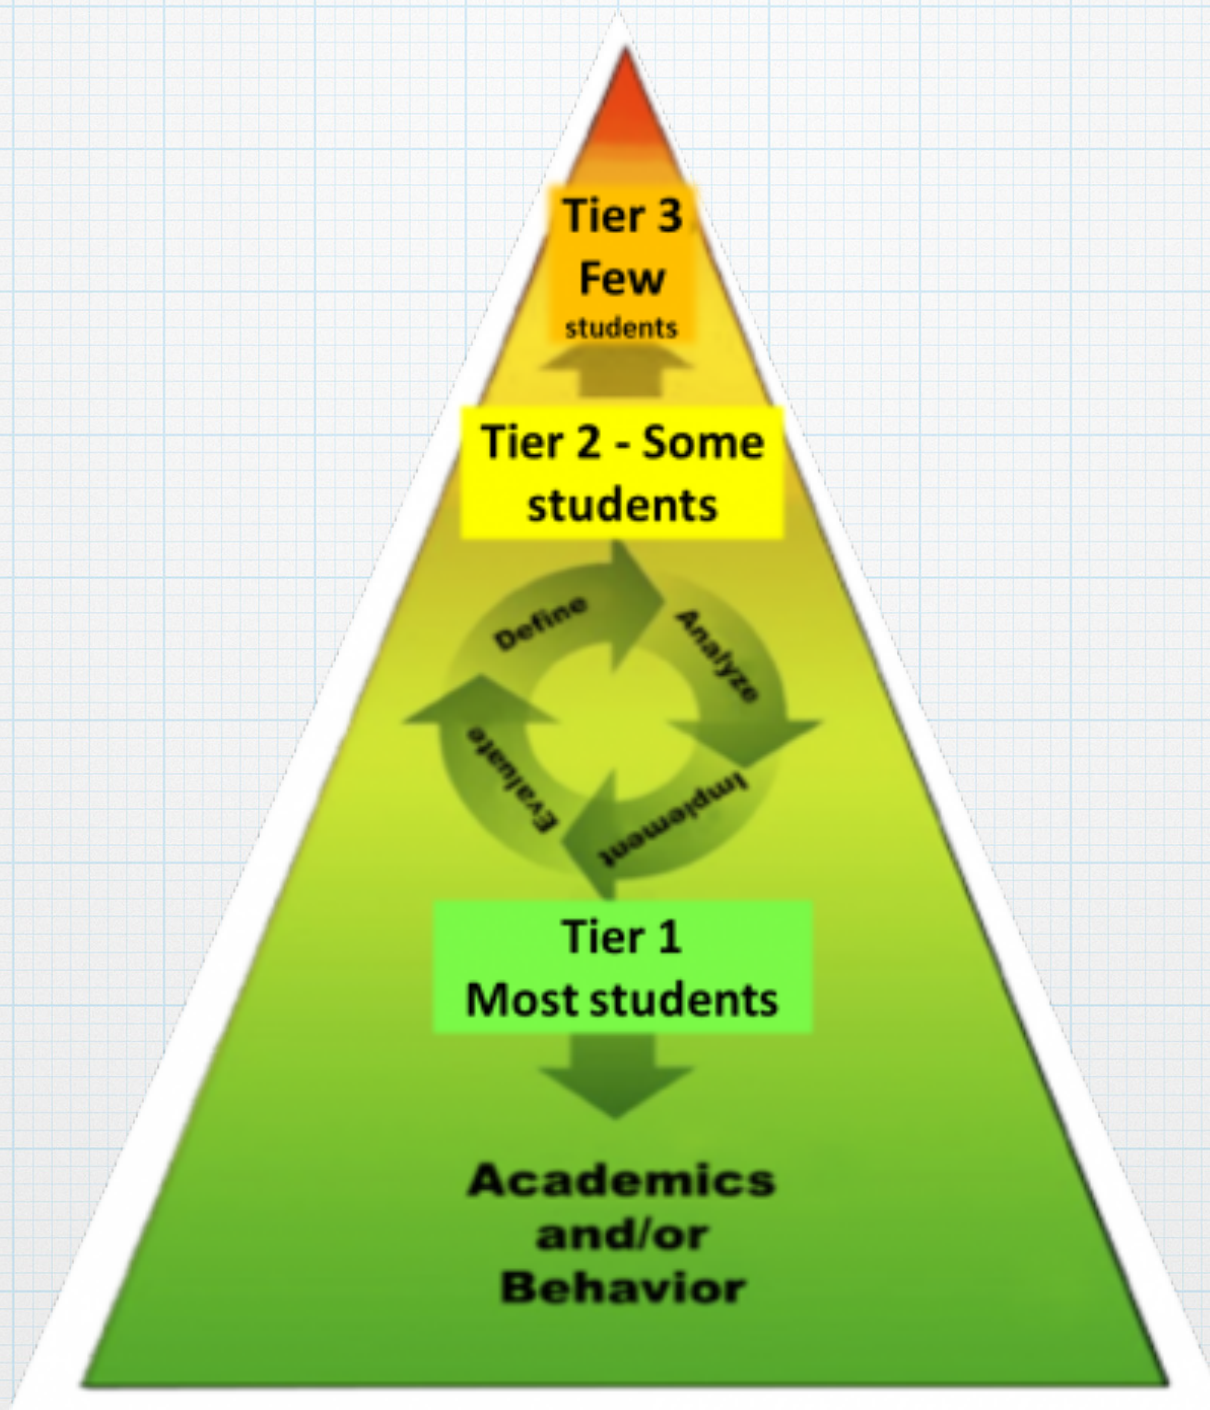 Tier 3
Few
students
Tier 2 - Some
students
Define
Analyze
Implement
Evaluate
Tier 1
Most students
Academics
and/or
Behavior